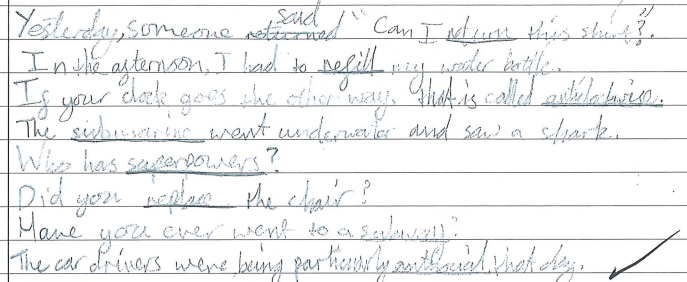 Yesterday, someone returned said " Can I return this shirt?".
In the afternoon, I had to refill my water bottle.
If your clock goes the other way, that is called anticlockwise.
The submarine went underwater and saw a shark.
Who has superpowers?
Did you replace the chair?
Have you ever went to a subway?
The car drivers were being particuarly antisocial that day.